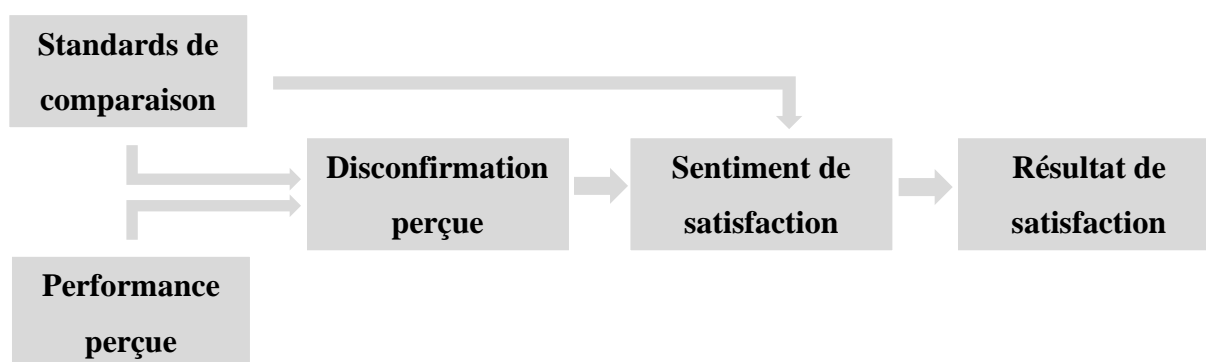 Standards de
comparaison
Disconfirmation
perçue
Sentiment de
satisfaction
Résultat de
satisfaction
Performance
perçue